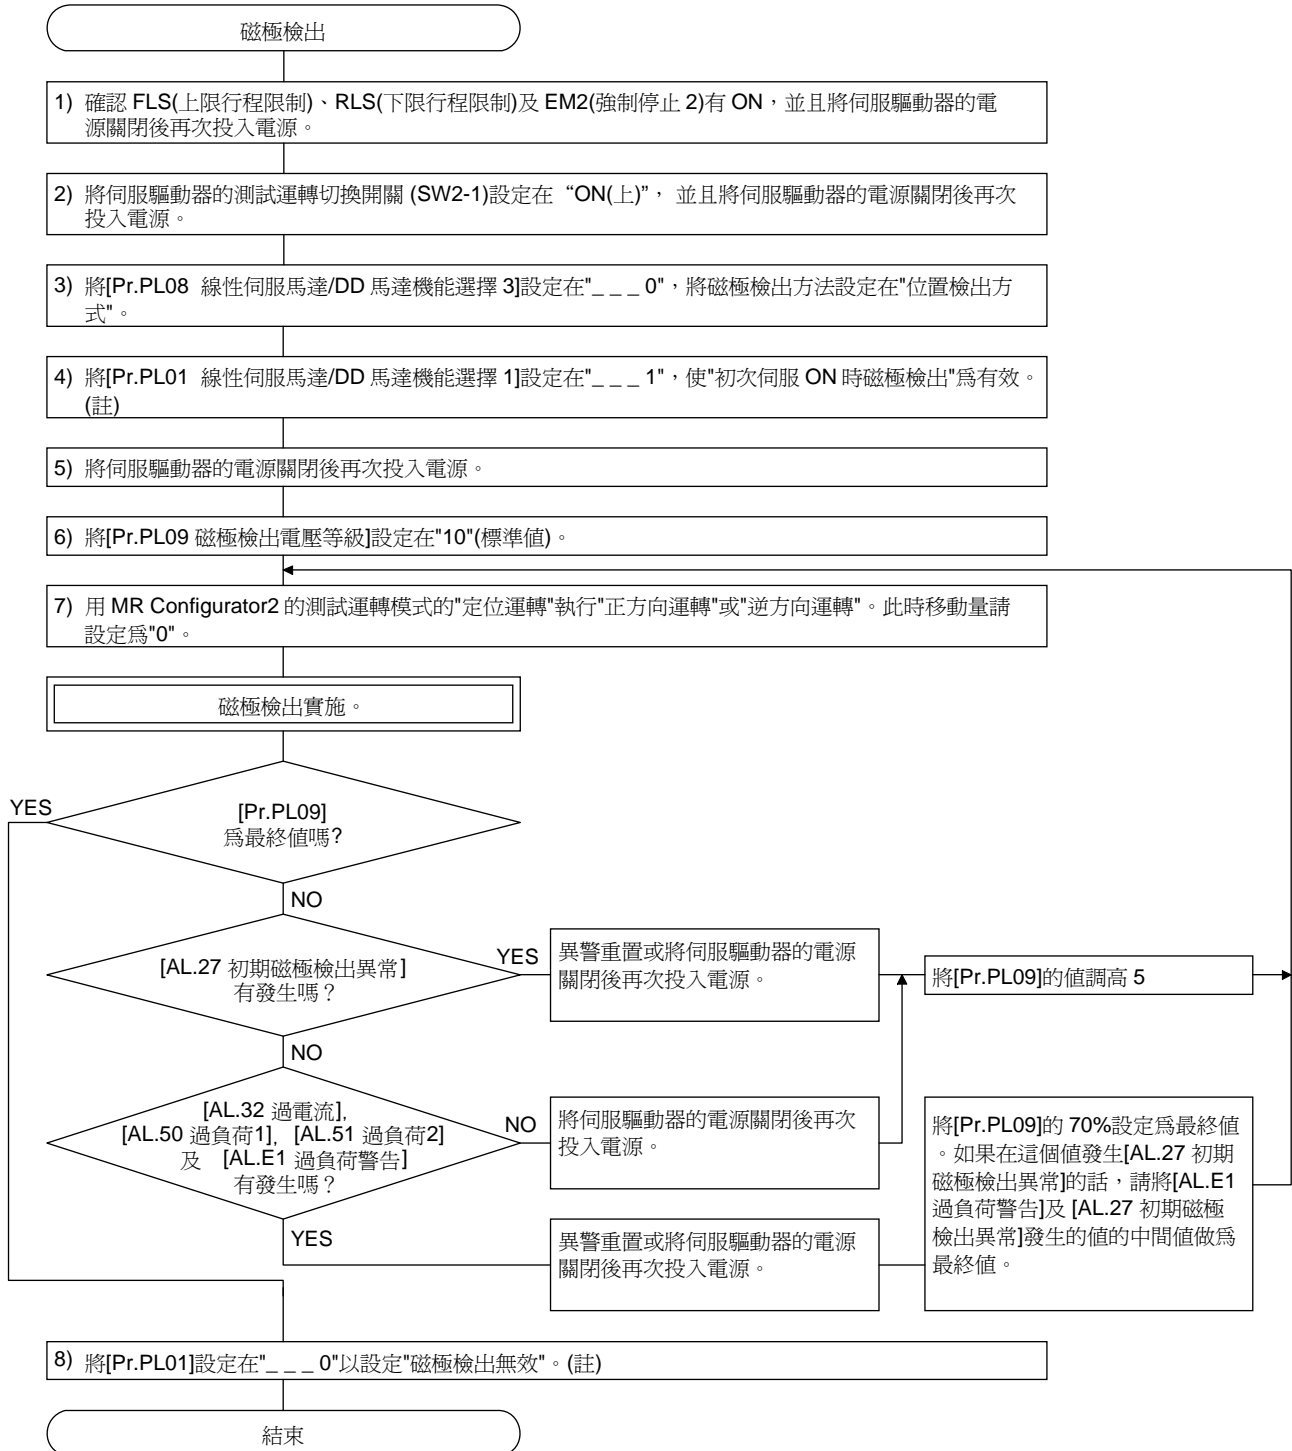 磁極檢出
1) 確認 FLS(上限行程限制)、RLS(下限行程限制)及 EM2(強制停止 2)有 ON，並且將伺服驅動器的電
源關閉後再次投入電源。
2) 將伺服驅動器的測試運轉切換開關 (SW2-1)設定在 “ON(上)”， 並且將伺服驅動器的電源關閉後再次
投入電源。
3) 將[Pr.PL08 線性伺服馬達/DD 馬達機能選擇 3]設定在"_ _ _ 0"，將磁極檢出方法設定在"位置檢出方
式"。
4) 將[Pr.PL01 線性伺服馬達/DD 馬達機能選擇 1]設定在"_ _ _ 1"，使"初次伺服 ON 時磁極檢出"爲有效。
(註)
5) 將伺服驅動器的電源關閉後再次投入電源。
6) 將[Pr.PL09 磁極檢出電壓等級]設定在"10"(標準值)。
7) 用 MR Configurator2 的測試運轉模式的"定位運轉"執行"正方向運轉"或"逆方向運轉"。此時移動量請
設定爲"0"。
磁極檢出實施。
YES
[Pr.PL09]
爲最終值嗎?
NO
[AL.27 初期磁極檢出異常]
有發生嗎？
YES
異警重置或將伺服驅動器的電源
關閉後再次投入電源。
將[Pr.PL09]的值調高 5
NO
[AL.32 過電流],
[AL.50 過負荷1], [AL.51 過負荷2]
及 [AL.E1 過負荷警告]
有發生嗎？
NO
將伺服驅動器的電源關閉後再次
投入電源。
將[Pr.PL09]的 70%設定爲最終值
。如果在這個值發生[AL.27 初期
磁極檢出異常]的話，請將[AL.E1
過負荷警告]及 [AL.27 初期磁極
檢出異常]發生的值的中間值做爲
最終值。
YES
異警重置或將伺服驅動器的電源
關閉後再次投入電源。
8) 將[Pr.PL01]設定在"_ _ _ 0"以設定"磁極檢出無效"。(註)
結束